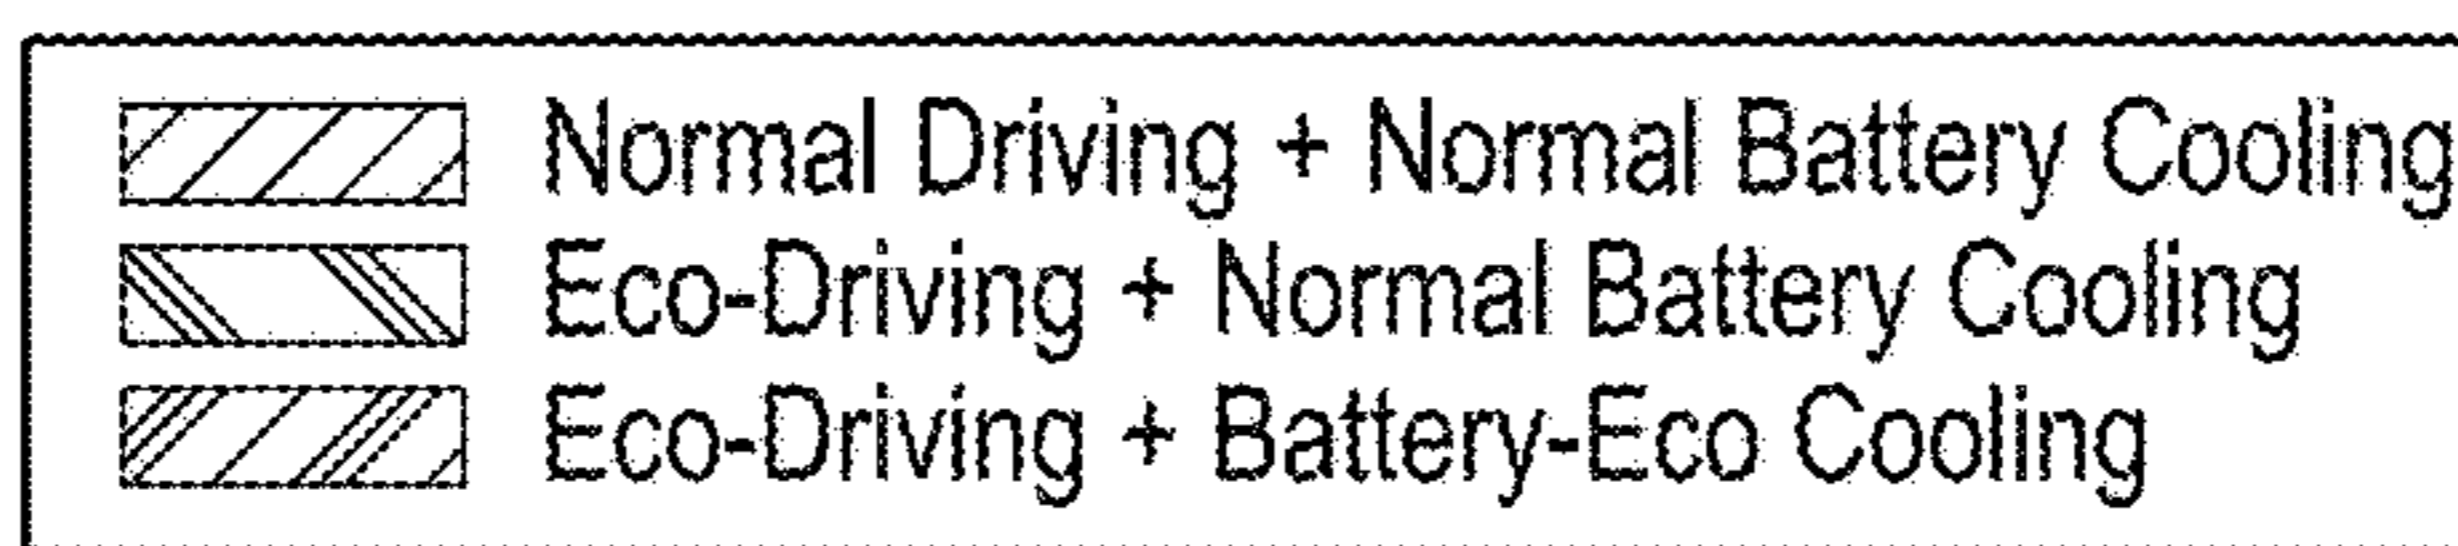 Normal Driving + Normal Battery Cooling
Eco-Driving + Normal Battery Cooling
Eco-Driving + Battery-Eco Cooling